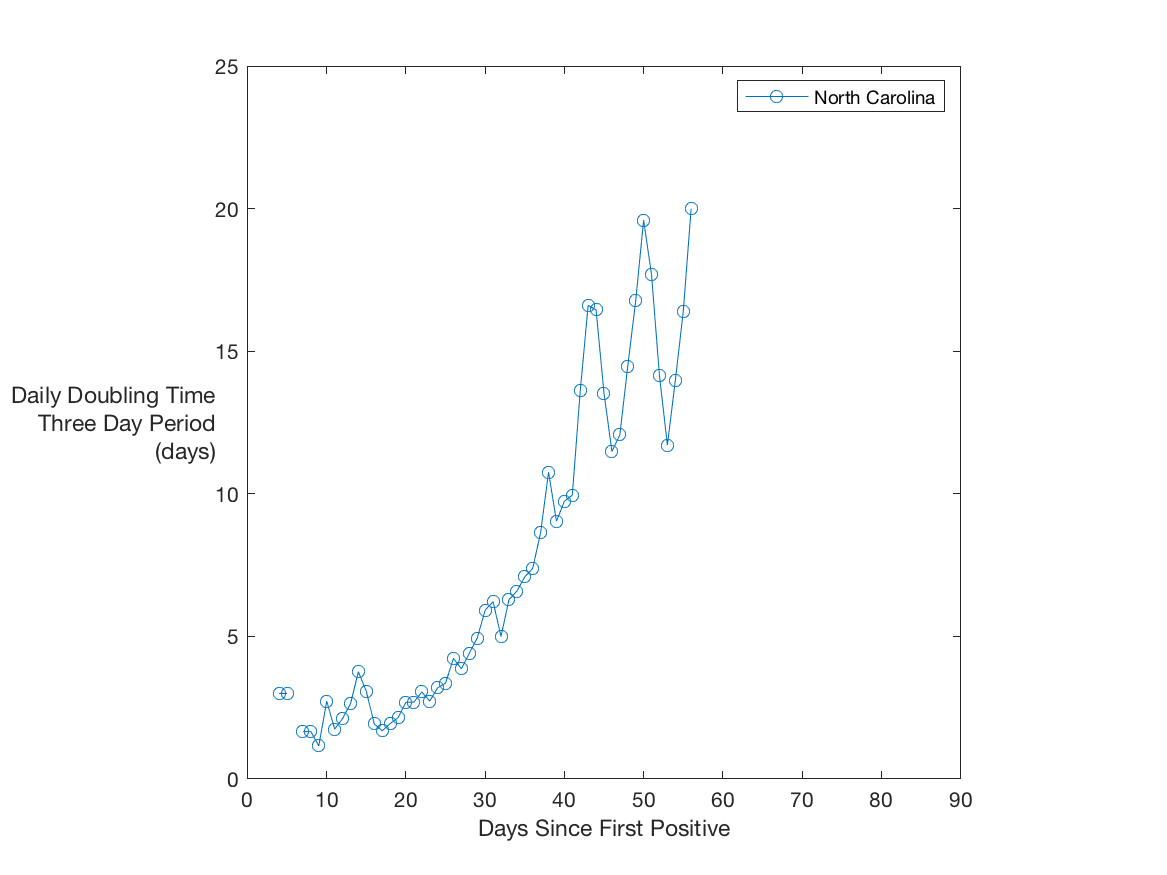 North Carolina
25
20
15
10
5
0
Daily Doubling Time
Three Day Period
(days)
0 10 20 30 40 50 60 70 80 90
Days Since First Positive